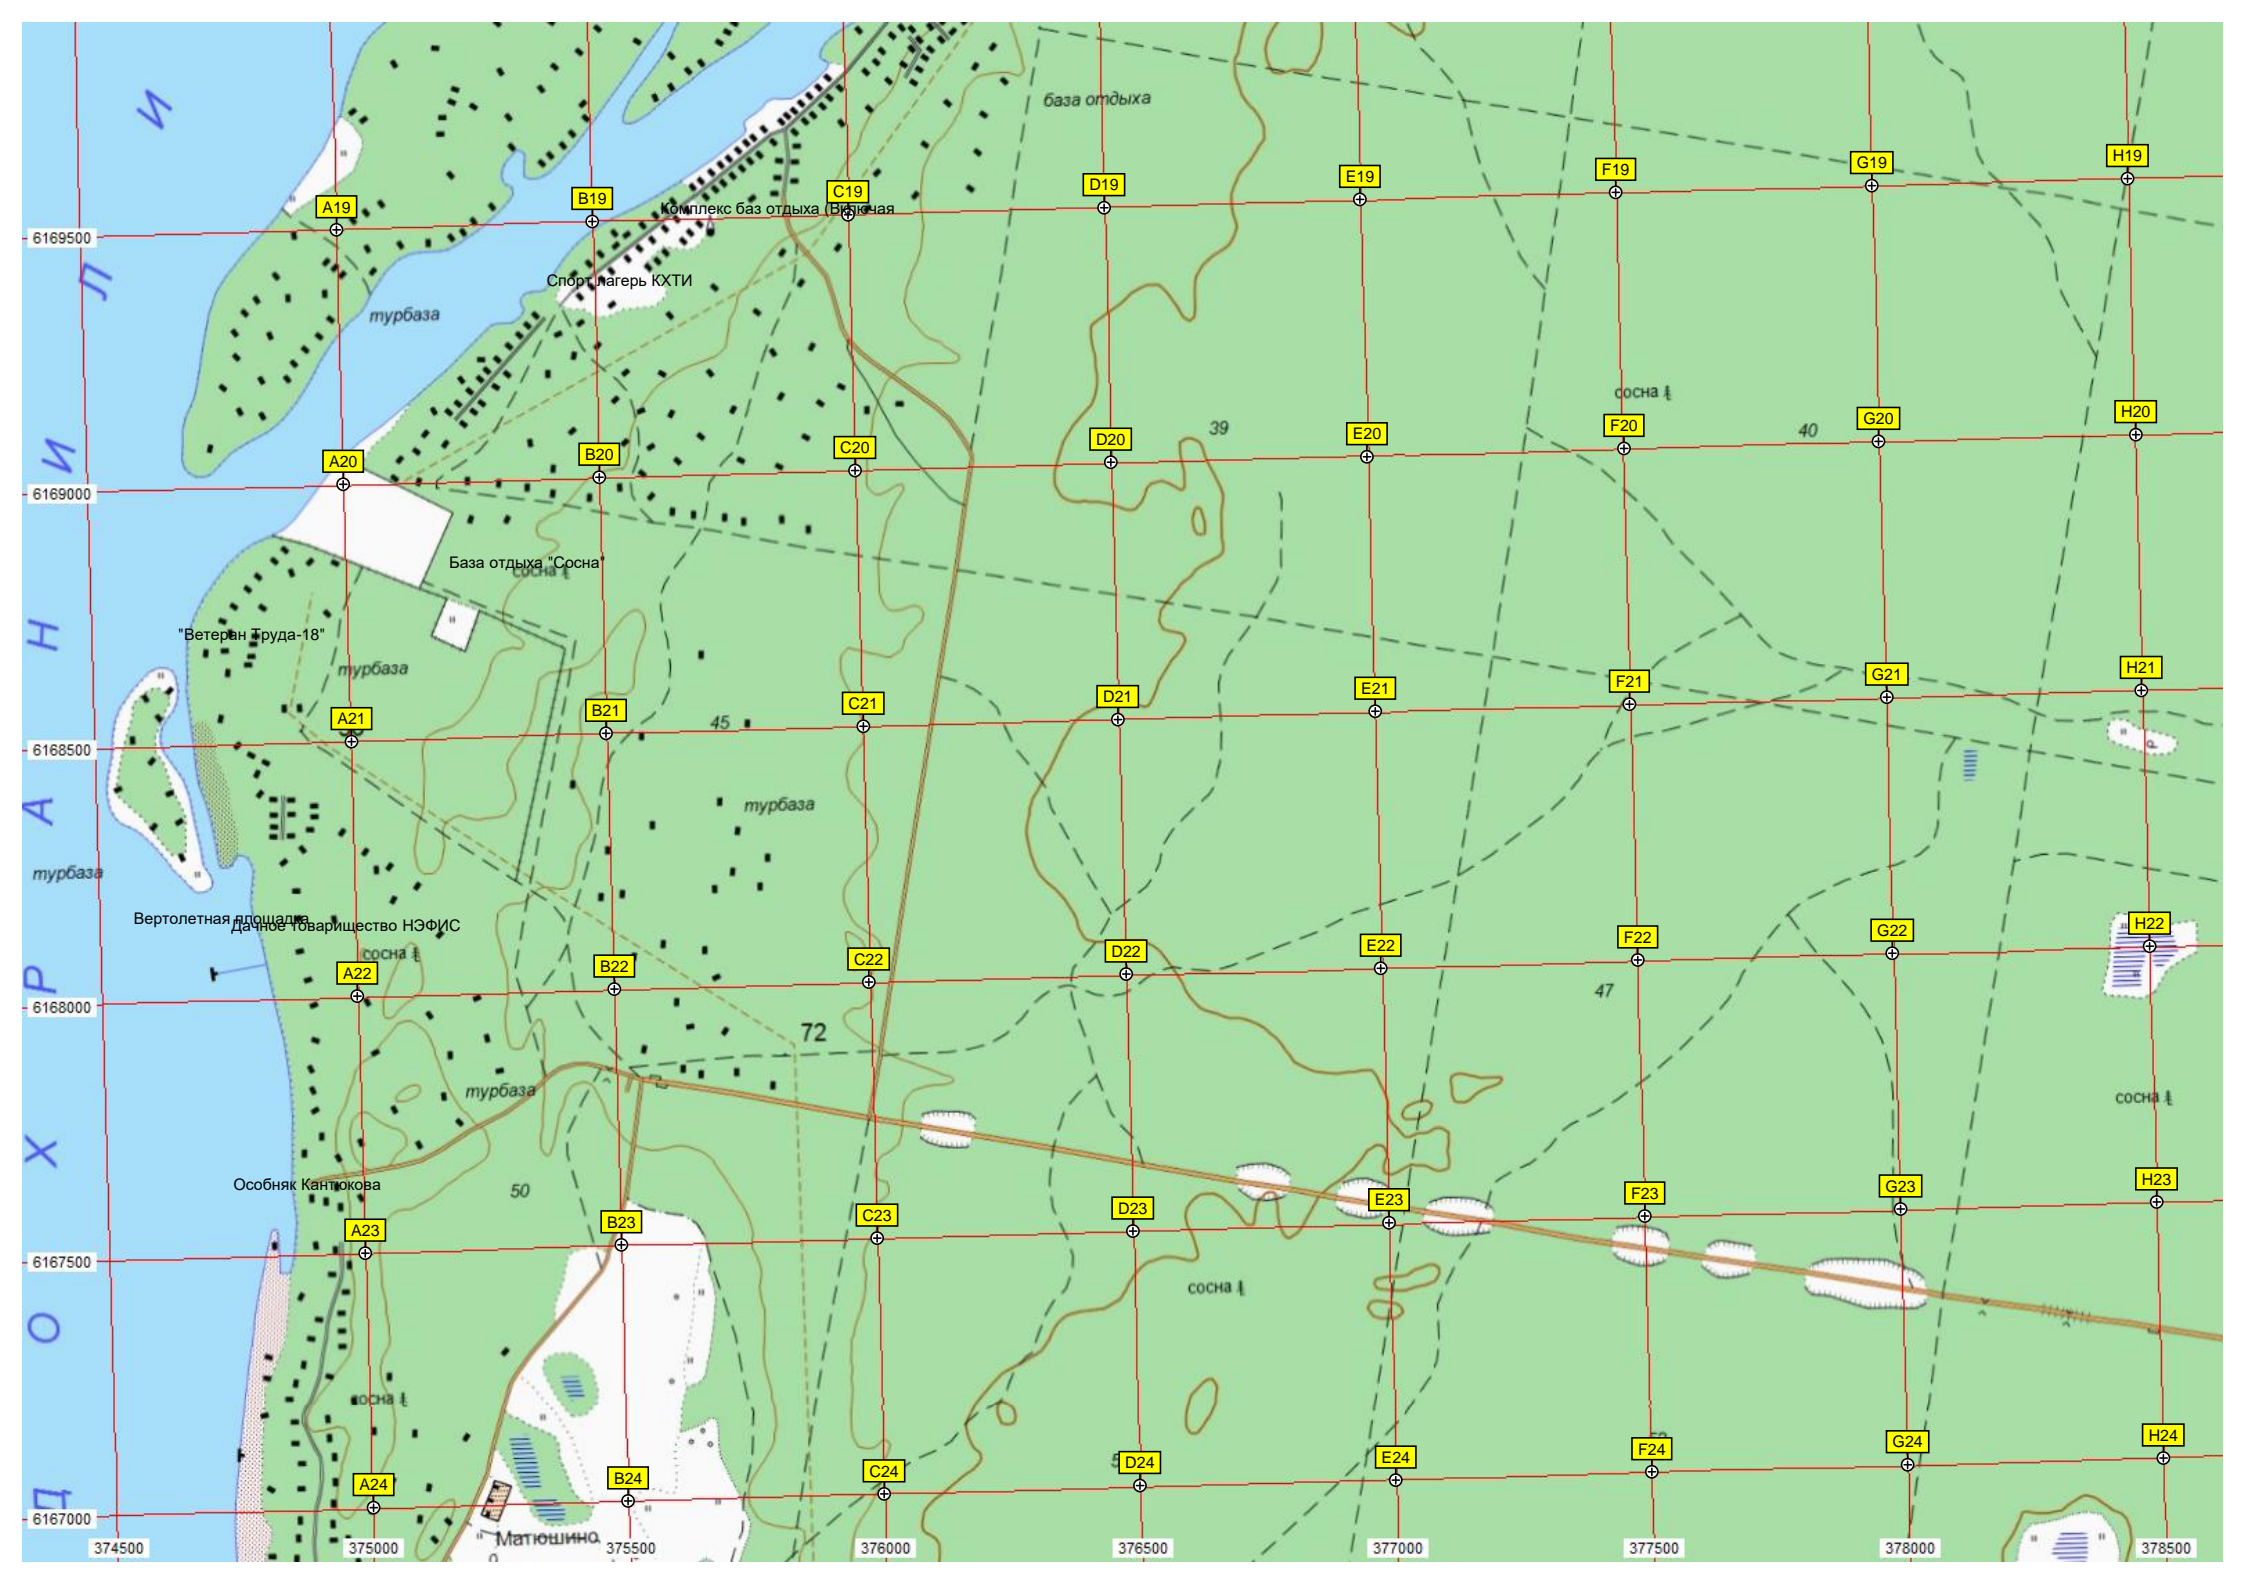 И
база отдыха
H19
G19
F19
E19
D19
C19
B19
A19
Комплекс баз отдыха (Включая
6169500
Л
Спорт лагерь КХТИ
турбаза
сосна
39
40
H20
G20
F20
E20
D20
C20
B20
A20
И
6169000
База отдыха "Сосна"
сосна
Н
"Ветеран Труда-18"
турбаза
H21
G21
F21
E21
D21
C21
B21
A21
45
6168500
А
р
турбаза
турбаза
Вертолетная площадка
Дачное товарищество НЭФИС
сосна
H22
G22
F22
E22
D22
C22
B22
A22
Р
47
6168000
72
турбаза
сосна
Х
Особняк Кантюкова
50
H23
G23
F23
E23
D23
C23
B23
A23
6167500
сосна
О
сосна
H24
G24
F24
E24
D24
C24
B24
A24
Ц
6167000
Матюшино
374500
375000
375500
376000
376500
377000
377500
378000
378500